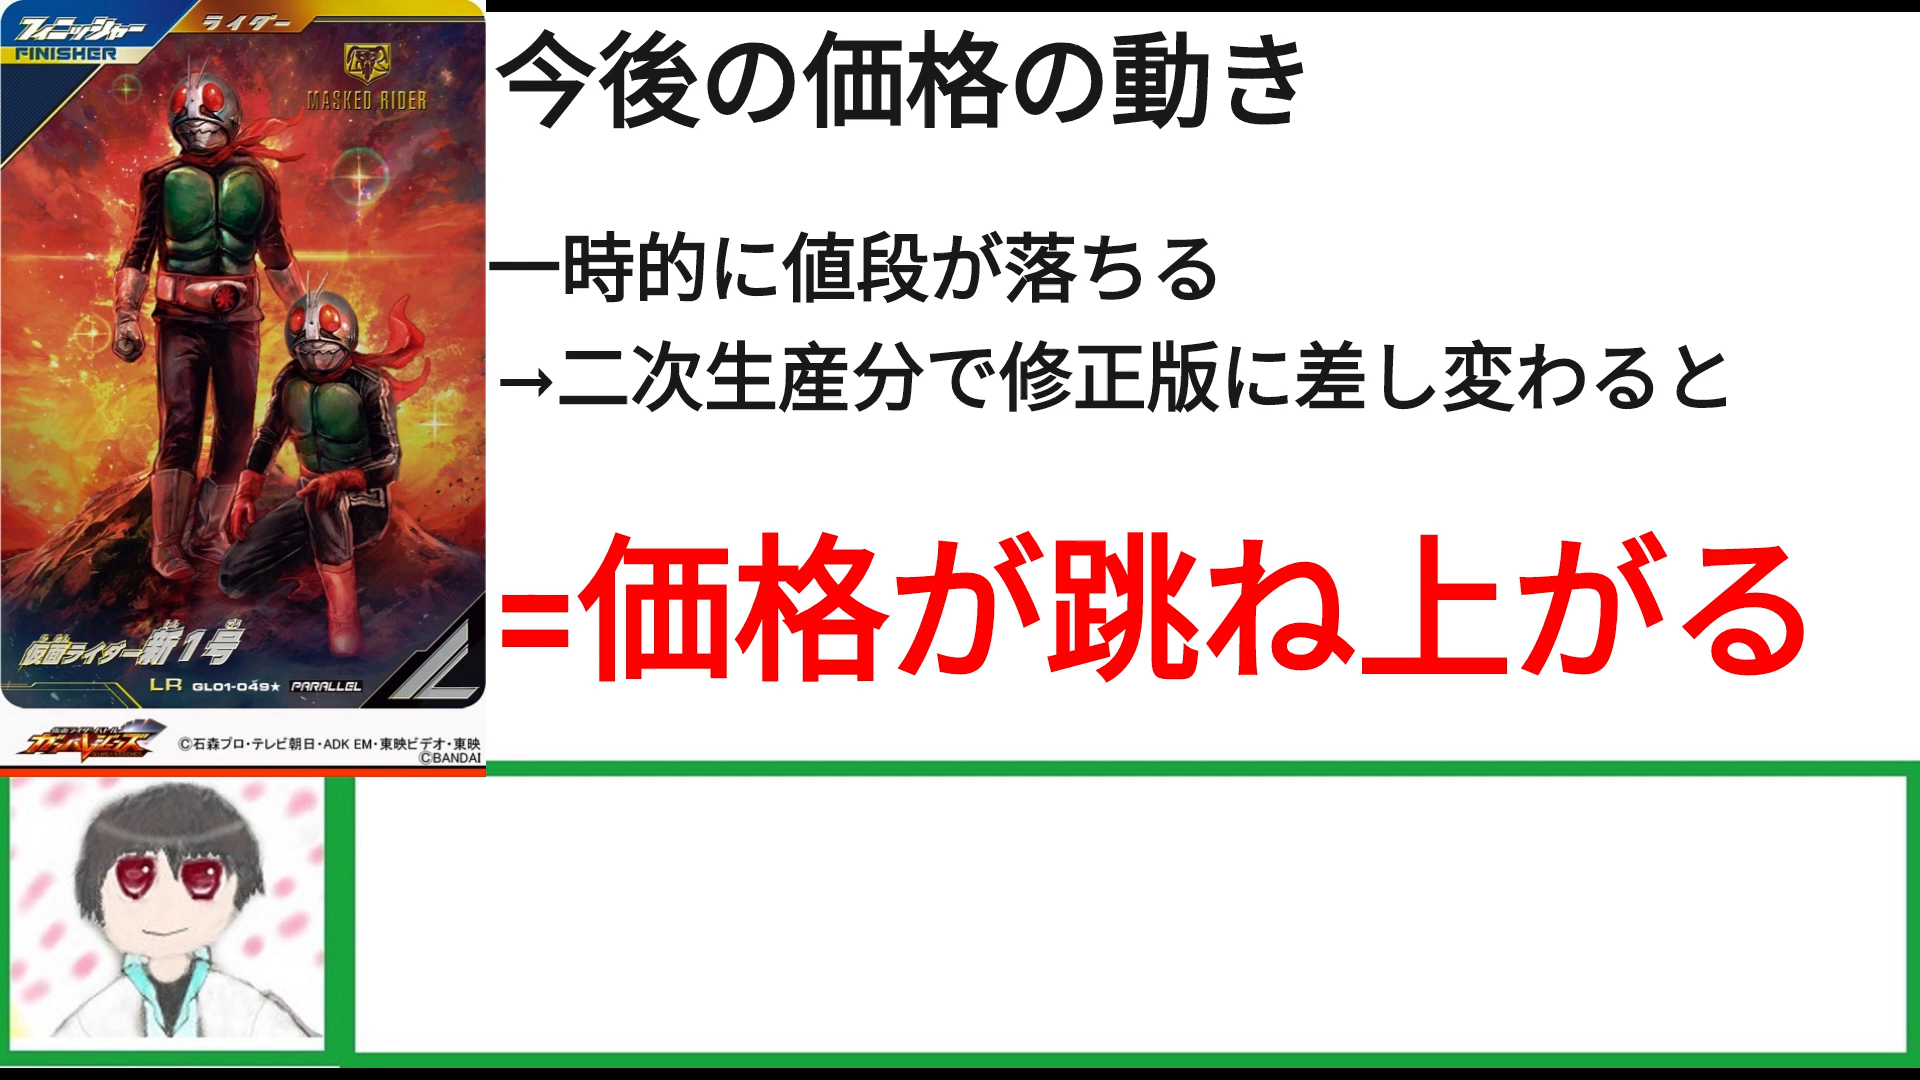 フィニッシャー
FINISHER
ライダー
MASKED RIDER
今後の価格の動き
一時的に値段が落ちる
→二次生産分で修正版に差し変わると
=価格が跳ね上がる
仮面ライダー新1号
LR GL01-049★ PARALLEL
ガンバレジェンズ
©石森プロ・テレビ朝日・ADK EM・東映ビデオ・東映
©BANDAI